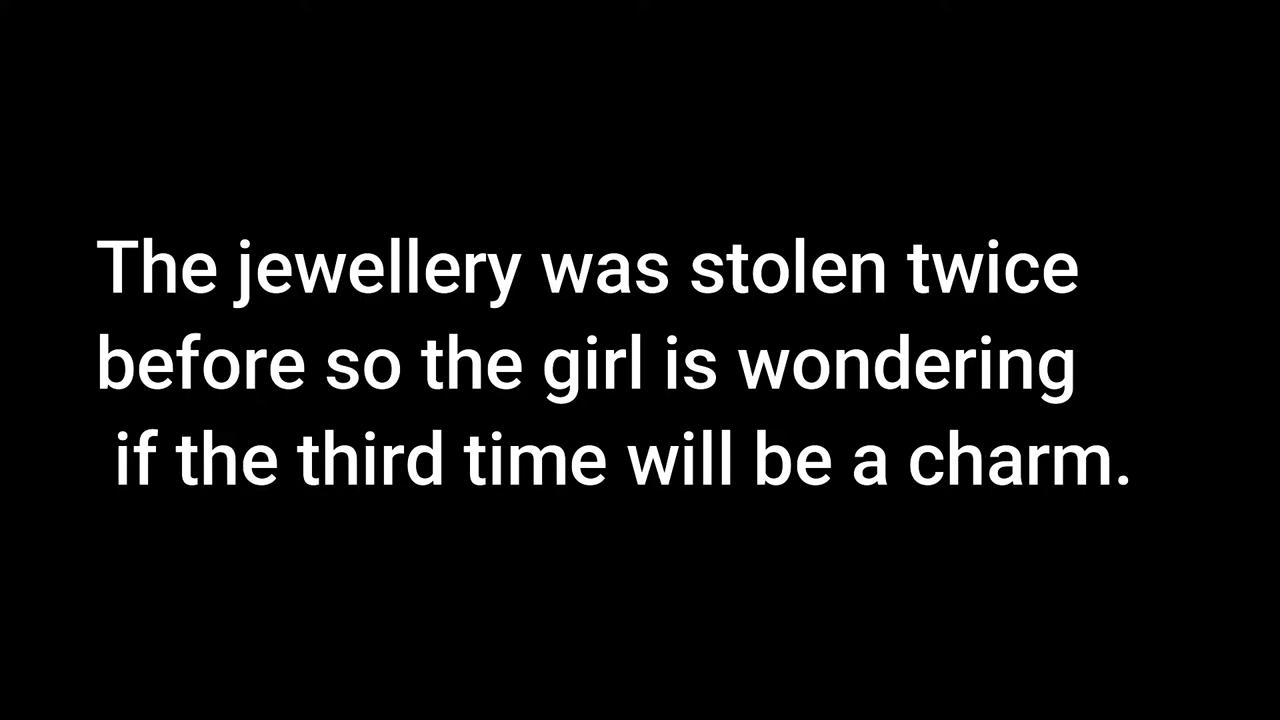 The jewellery was stolen twice
before so the girl is wondering
if the third time will be a charm.